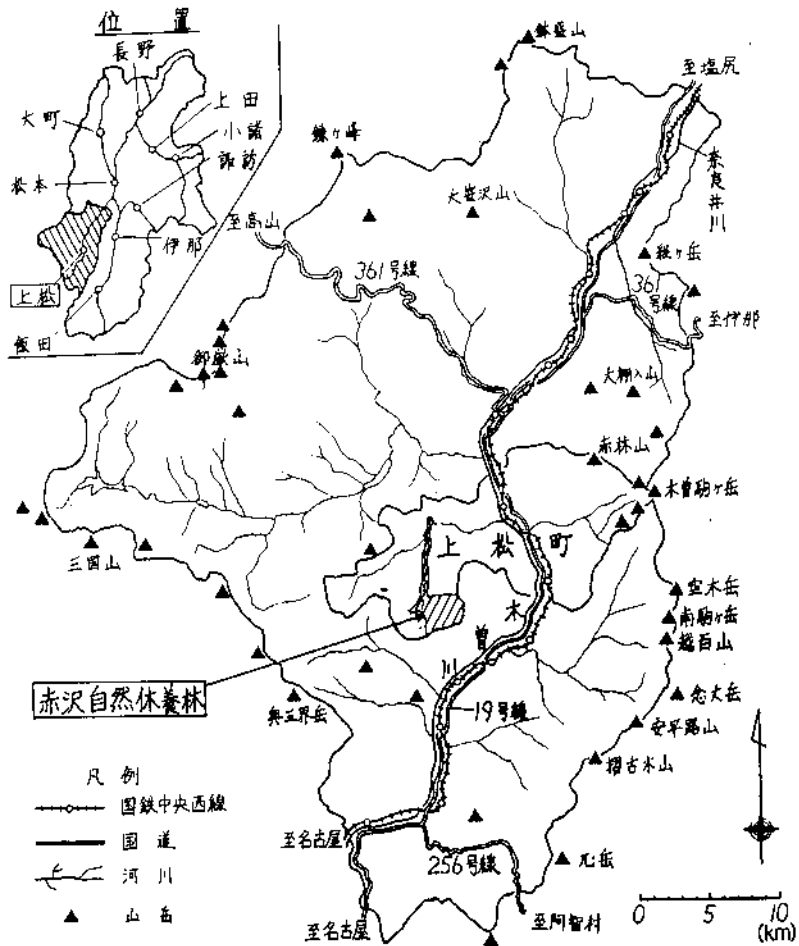 位置
長野
上田
小諸
諏訪
大町
松本
伊那
上松
飯田
鉢盛山
至塩尻
奈良井川
鎌ヶ峰
大笹沢山
至高山
361号線
経ヶ岳
361号線
至伊那
御嶽山
大棚入山
赤林山
木曽駒ヶ岳
上松町
三国山
空木岳
南駒ヶ岳
越百山
木曽川
赤沢自然休養林
奥三界岳
19号線
念丈岳
安平路山
摺古木山
凡例
国鉄中央西線
国道
河川
山岳
至名古屋
256号線
至名古屋
至阿智村
0 5 10
(km)